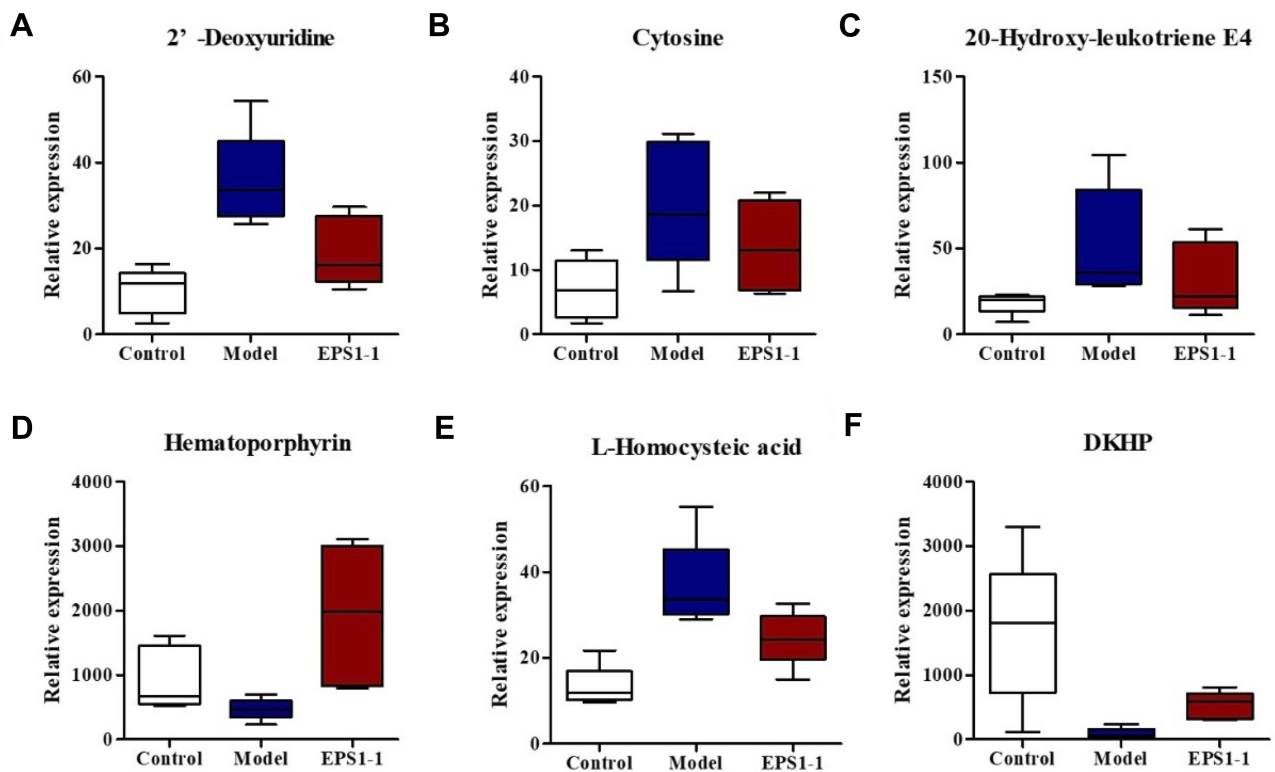 A
2’ -Deoxyuridine
Relative expression
60
40
20
0
Control Model EPS1-1
B
Cytosine
Relative expression
40
30
20
10
0
Control Model EPS1-1
C
20-Hydroxy-leukotriene E4
Relative expression
150
100
50
0
Control Model EPS1-1
D
Hematoporphyrin
Relative expression
4000
3000
2000
1000
0
Control Model EPS1-1
E
L-Homocysteic acid
Relative expression
60
40
20
0
Control Model EPS1-1
F
DKHP
Relative expression
4000
3000
2000
1000
0
Control Model EPS1-1